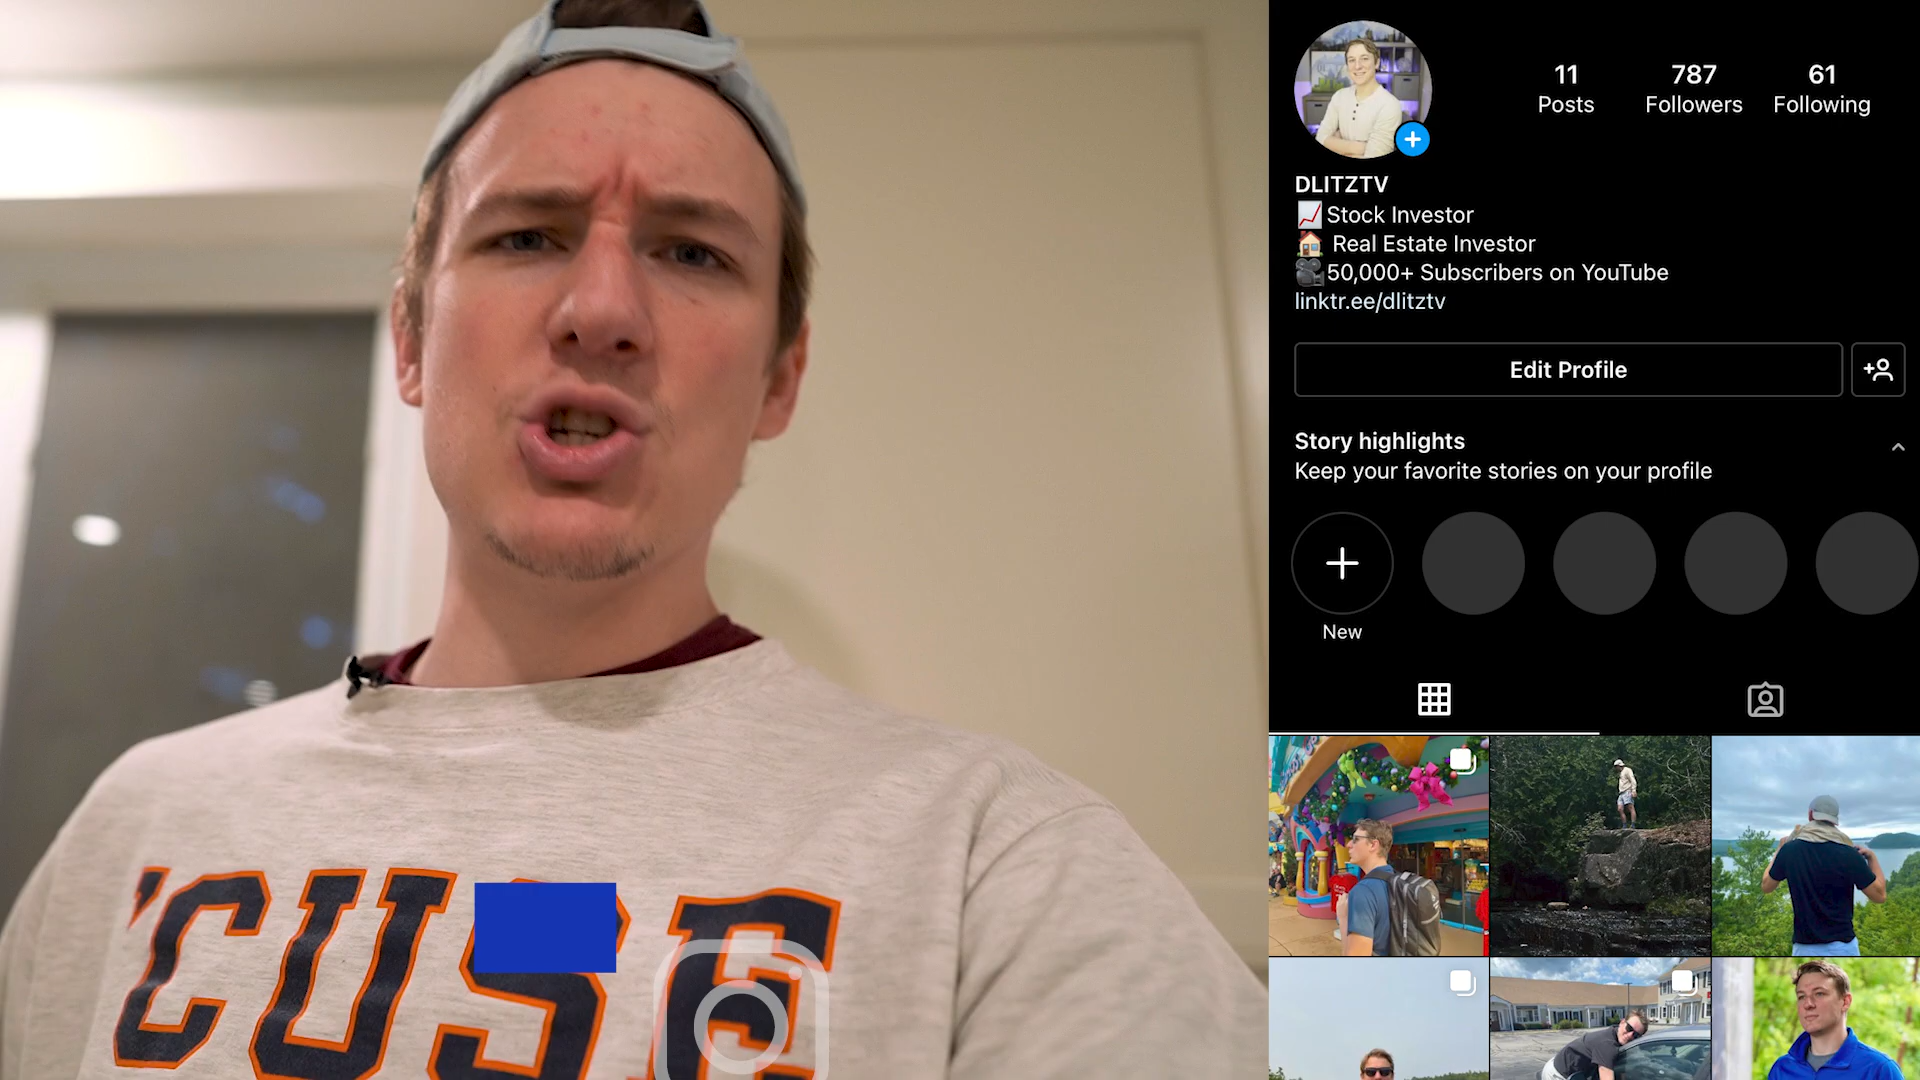 'CUSE
11
Posts
787
Followers
61
Following
DLITZTV
Stock Investor
Real Estate Investor
50,000+ Subscribers on YouTube
linktr.ee/dlitztv
Edit Profile
Story highlights
Keep your favorite stories on your profile
New